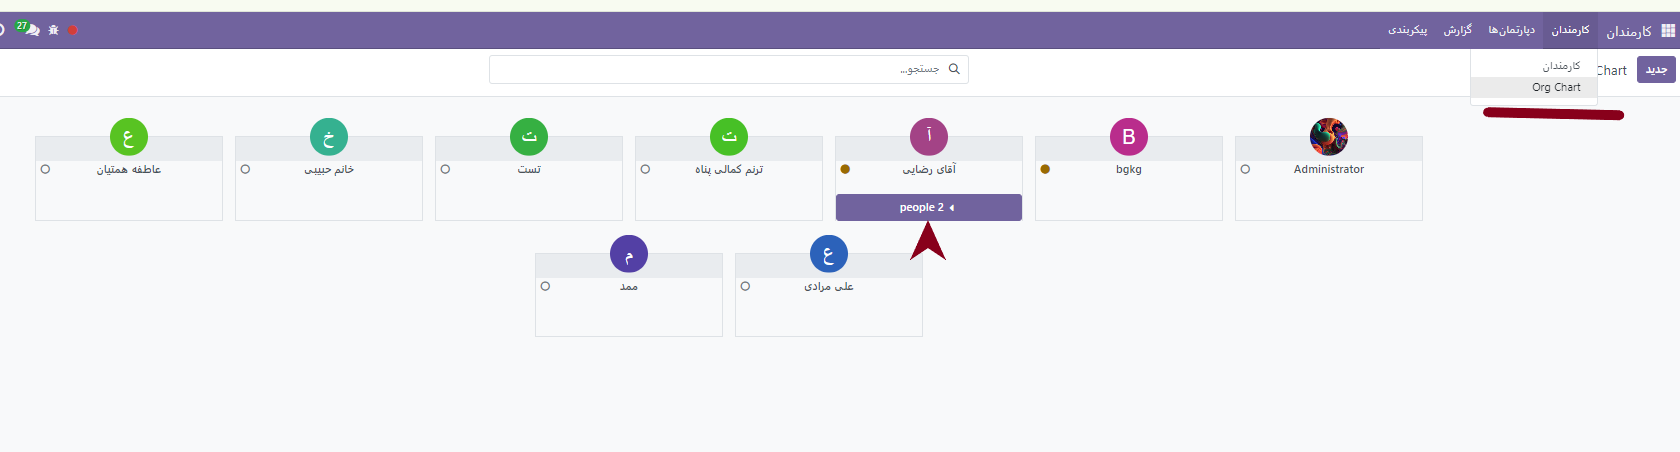 کارمندان کارمندان دپارتمان‌ها گزارش پیکربندی 27
جدید Chart جستجو...
کارمندان
Org Chart
B آ ت ت خ ع
Administrator bgkg آقای رضایی ترنم کمالی پناه تست خانم حبیبی عاطفه همتیان
people 2
ع م
علی مرادی ممد